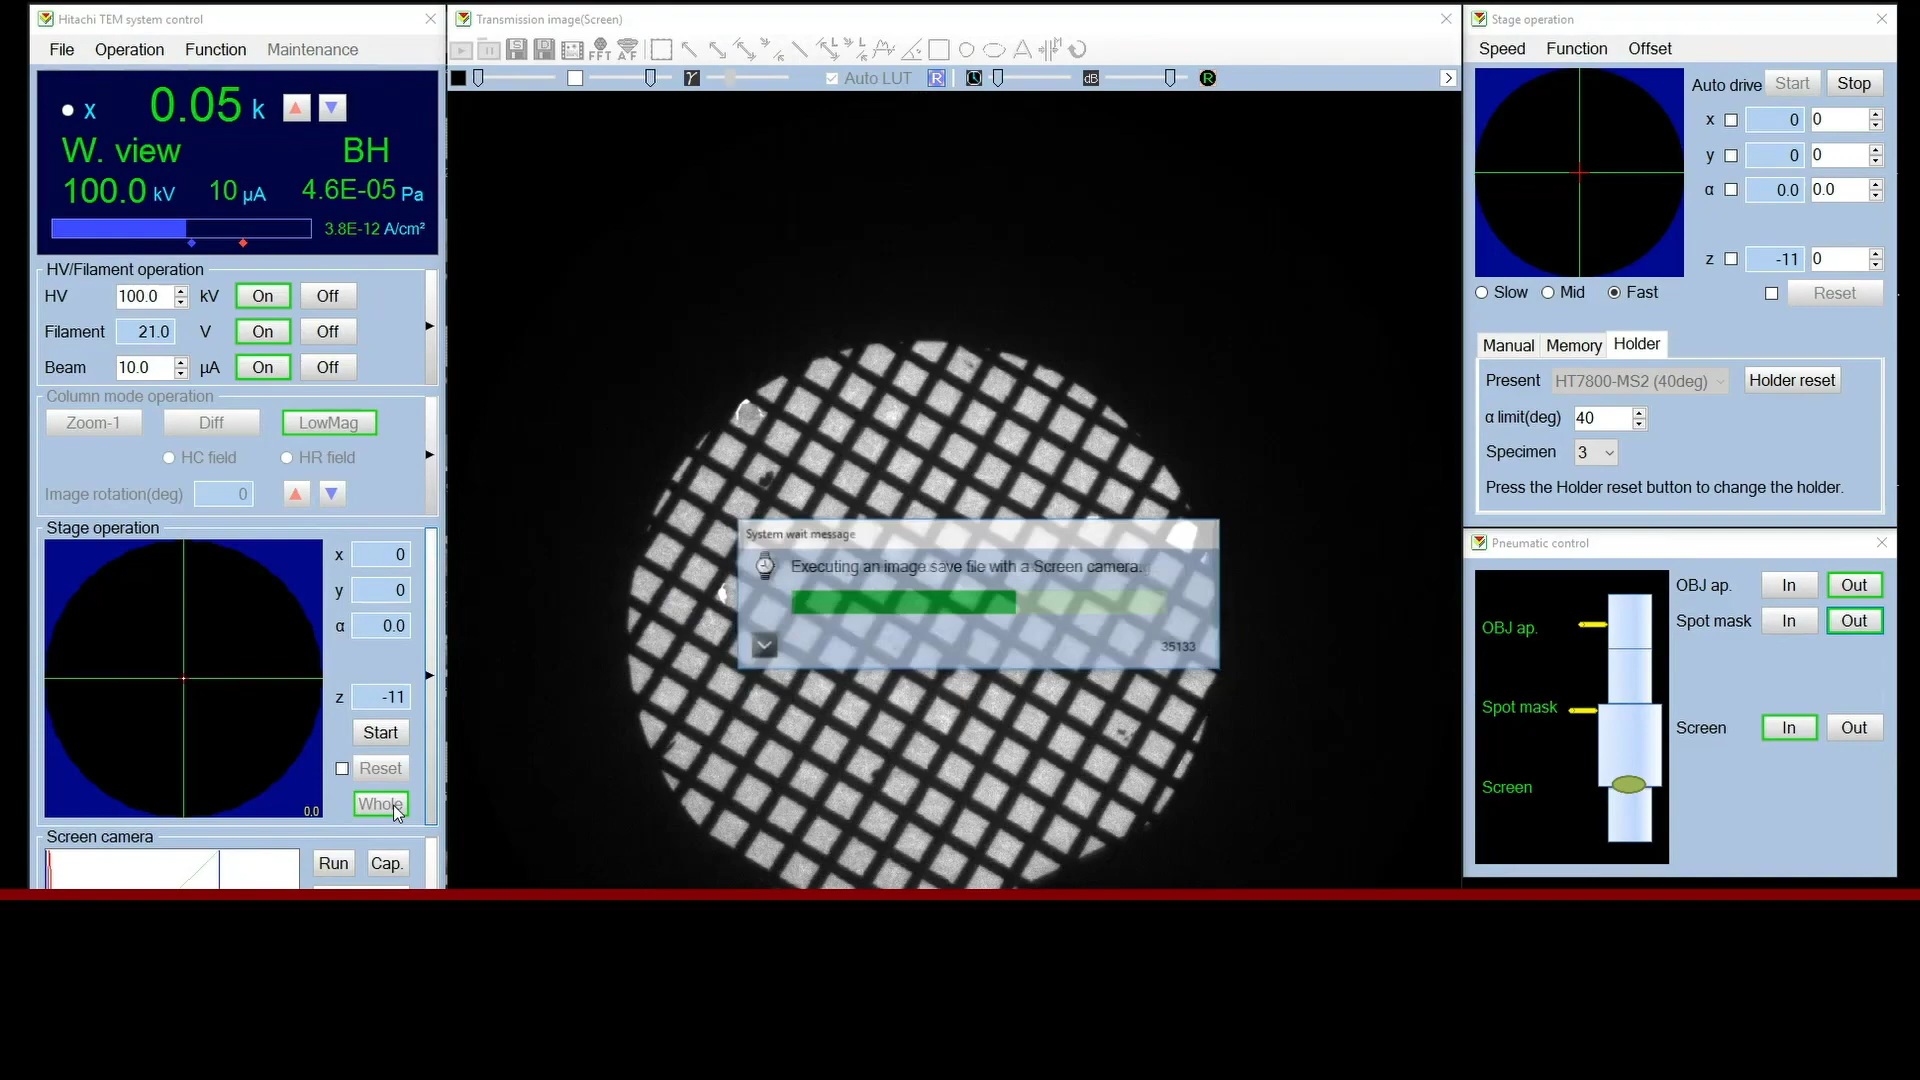 Hitachi TEM system control
File Operation Function Maintenance
x 0.05 k
W. view BH
100.0 kV 10 µA 4.6E-05 Pa
3.8E-12 A/cm²
HV/Filament operation
HV 100.0 kV On Off
Filament 21.0 V On Off
Beam 10.0 µA On Off
Column mode operation
Zoom-1 Diff LowMag
HC field HR field
Image rotation(deg) 0
Stage operation
x 0
y 0
α 0.0
z -11
Start
Reset
Whole
0.0
Screen camera
Run Cap.
Transmission image(Screen)
FFT AF
γ Auto LUT R dB R
System wait message
Executing an image save file with a Screen camera...
35133
Stage operation
Speed Function Offset
Auto drive Start Stop
x 0 0
y 0 0
α 0.0 0.0
z -11 0
Slow Mid Fast Reset
Manual Memory Holder
Present HT7800-MS2 (40deg) Holder reset
α limit(deg) 40
Specimen 3
Press the Holder reset button to change the holder.
Pneumatic control
OBJ ap. In Out
Spot mask In Out
Screen In Out
OBJ ap.
Spot mask
Screen